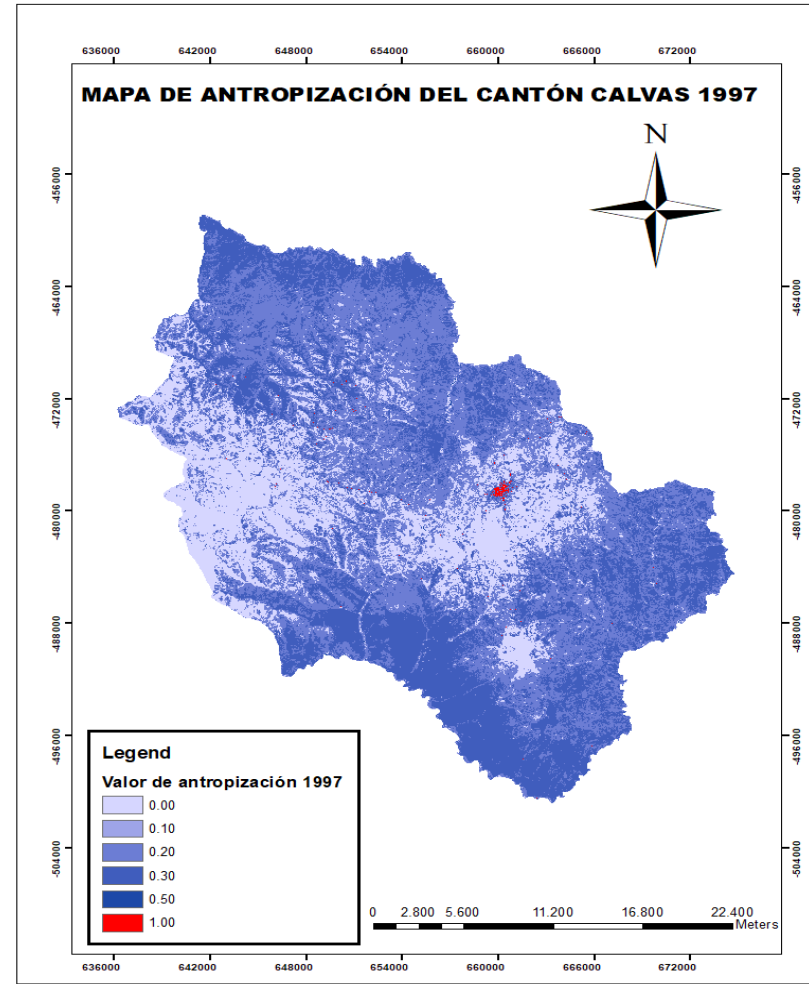 636000 642000 648000 654000 660000 666000 672000
MAPA DE ANTROPIZACIÓN DEL CANTÓN CALVAS 1997
N
-456000 -456000
-464000 -464000
-472000 -472000
-480000 -480000
-488000 -488000
-496000 -496000
-504000 -504000
Legend
Valor de antropización 1997
0.00
0.10
0.20
0.30
0.50
1.00
0 2.800 5.600 11.200 16.800 22.400
Meters
636000 642000 648000 654000 660000 666000 672000